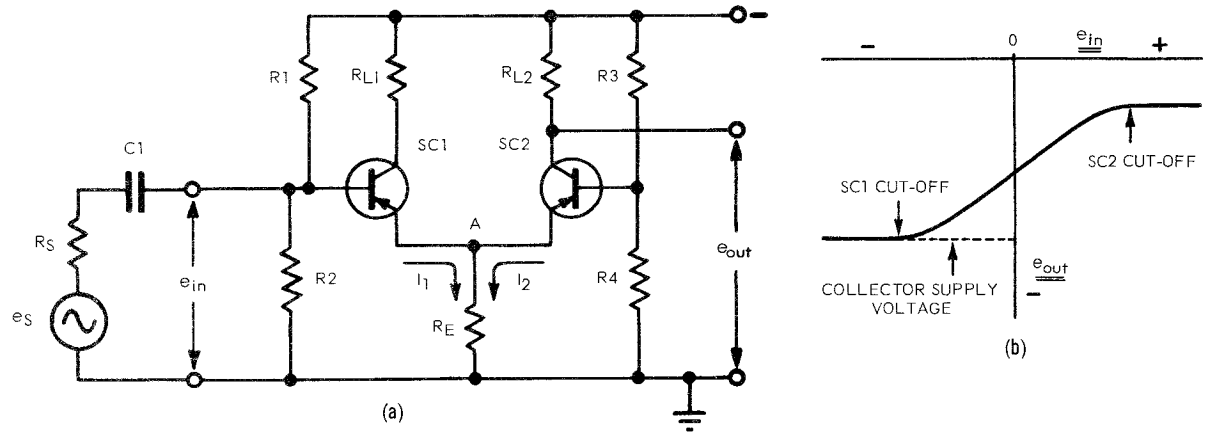 R1
RL1
RL2
R3
SC1
SC2
C1
RS
eS
ein
R2
A
I1
I2
RE
R4
eout
−
(a)
− 0 ein +
SC2 CUT-OFF
SC1 CUT-OFF
COLLECTOR SUPPLY
VOLTAGE
eout
−
(b)